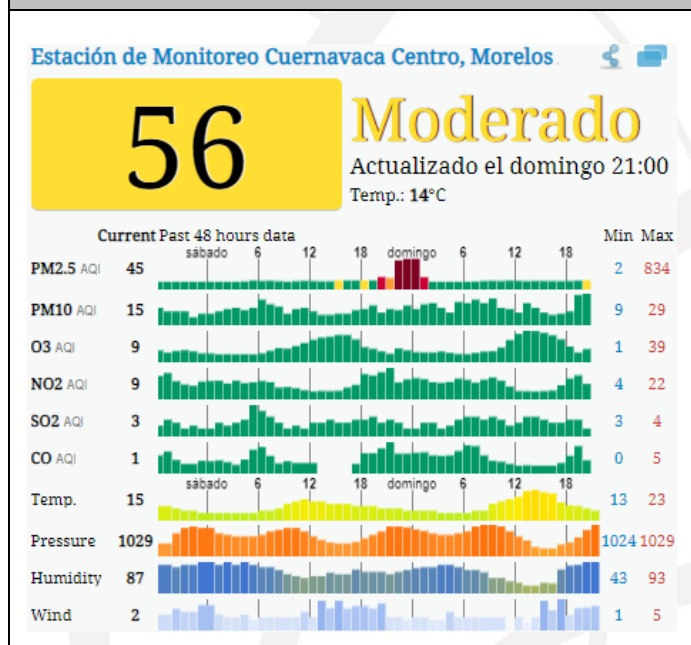 Estación de Monitoreo Cuernavaca Centro, Morelos
56
Moderado
Actualizado el domingo 21:00
Temp.: 14°C
Current Past 48 hours data Min Max
sábado 6 12 18 domingo 6 12 18
PM2.5 AQI 45 2 834
PM10 AQI 15 9 29
O3 AQI 9 1 39
NO2 AQI 9 4 22
SO2 AQI 3 3 4
CO AQI 1 0 5
sábado 6 12 18 domingo 6 12 18
Temp. 15 13 23
Pressure 1029 1024 1029
Humidity 87 43 93
Wind 2 1 5